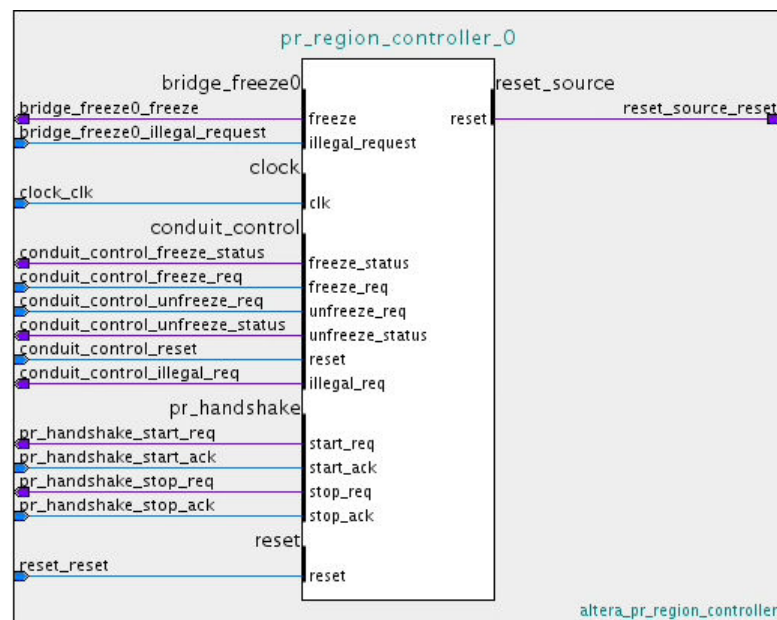 pr_region_controller_0
bridge_freeze0
reset_source
bridge_freeze0_freeze
freeze
reset
reset_source_reset
bridge_freeze0_illegal_request
illegal_request
clock
clock_clk
clk
conduit_control
conduit_control_freeze_status
freeze_status
conduit_control_freeze_req
freeze_req
conduit_control_unfreeze_req
unfreeze_req
conduit_control_unfreeze_status
unfreeze_status
conduit_control_reset
reset
conduit_control_illegal_req
illegal_req
pr_handshake
pr_handshake_start_req
start_req
pr_handshake_start_ack
start_ack
pr_handshake_stop_req
stop_req
pr_handshake_stop_ack
stop_ack
reset
reset_reset
reset
altera_pr_region_controller